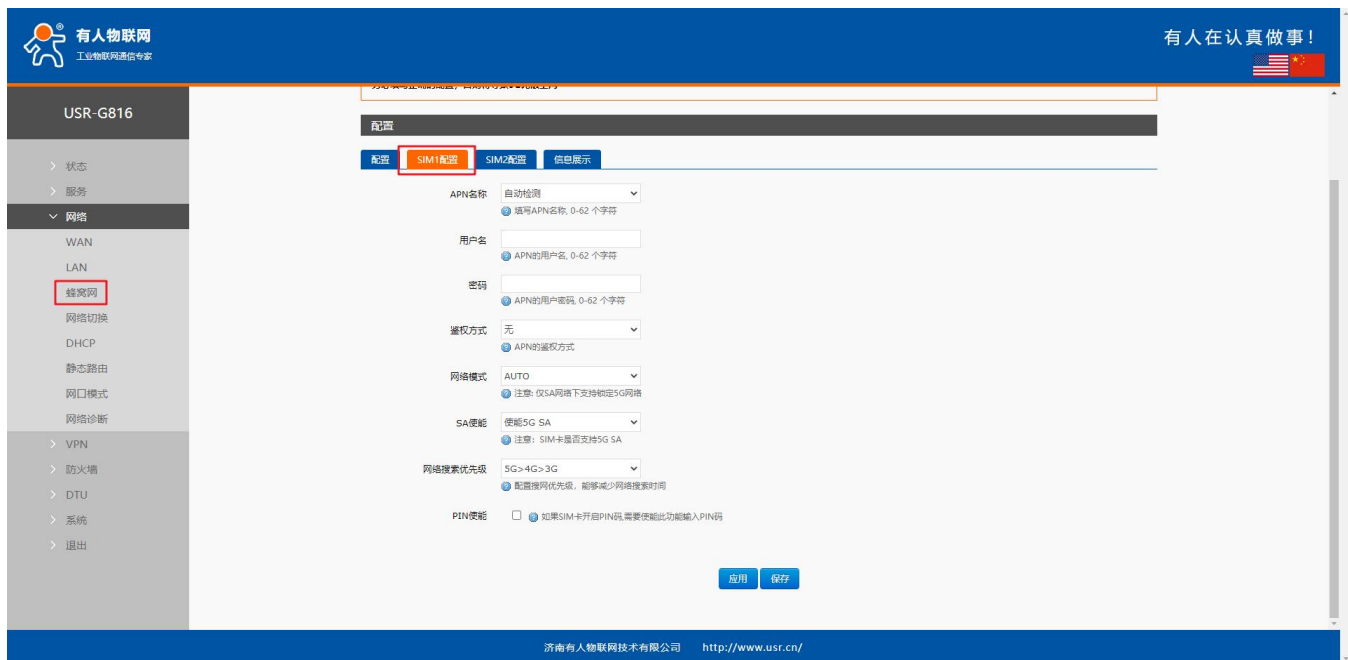 有人物联网
工业物联网通信专家
有人在认真做事!
USR-G816
状态
服务
网络
WAN
LAN
蜂窝网
网络切换
DHCP
静态路由
网口模式
网络诊断
VPN
防火墙
DTU
系统
退出
配置
配置 SIM1配置 SIM2配置 信息展示
APN名称 自动检测
填写APN名称, 0-62 个字符
用户名
APN的用户名, 0-62 个字符
密码
APN的用户密码, 0-62 个字符
鉴权方式 无
APN的鉴权方式
网络模式 AUTO
注意: 仅SA网络下支持锁定5G网络
SA使能 使能5G SA
注意：SIM卡是否支持5G SA
网络搜索优先级 5G>4G>3G
配置搜网优先级，能够减少网络搜索时间
PIN使能 如果SIM卡开启PIN码,需要使能此功能输入PIN码
应用 保存
济南有人物联网技术有限公司 http://www.usr.cn/